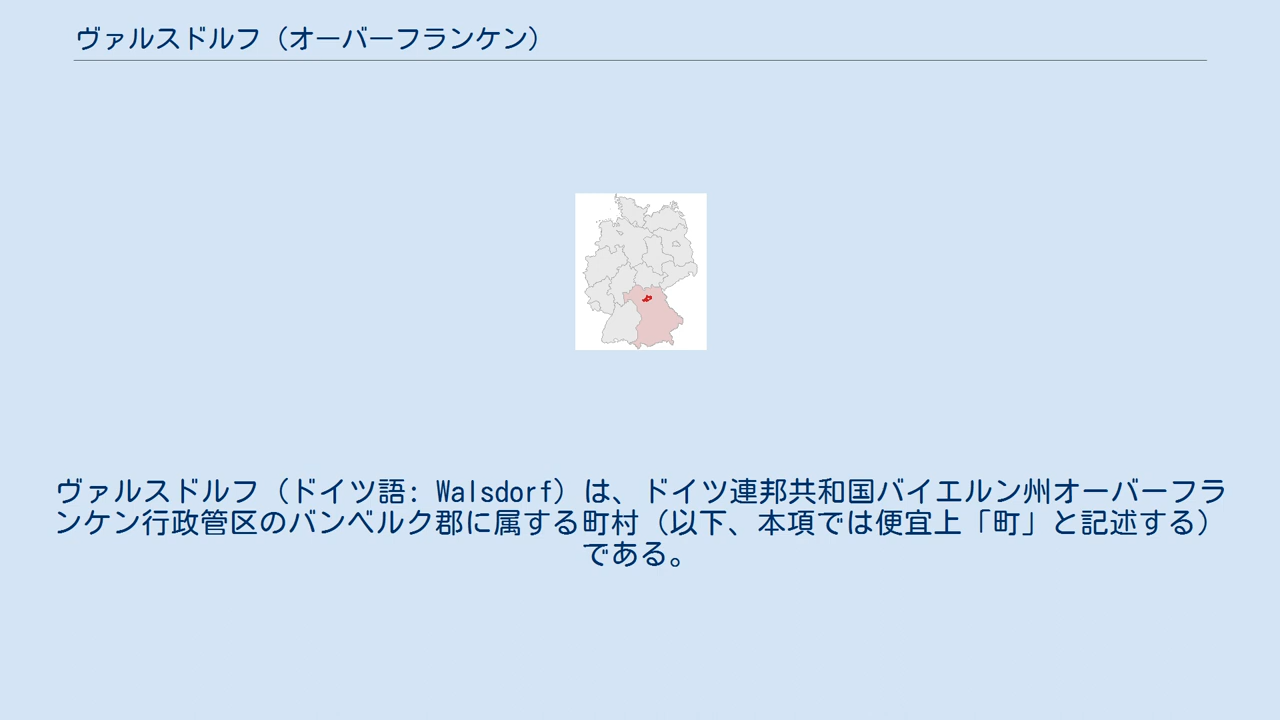 ヴァルスドルフ（オーバーフランケン）
ヴァルスドルフ（ドイツ語: Walsdorf）は、ドイツ連邦共和国バイエルン州オーバーフラ
ンケン行政管区のバンベルク郡に属する町村（以下、本項では便宜上「町」と記述する）
である。